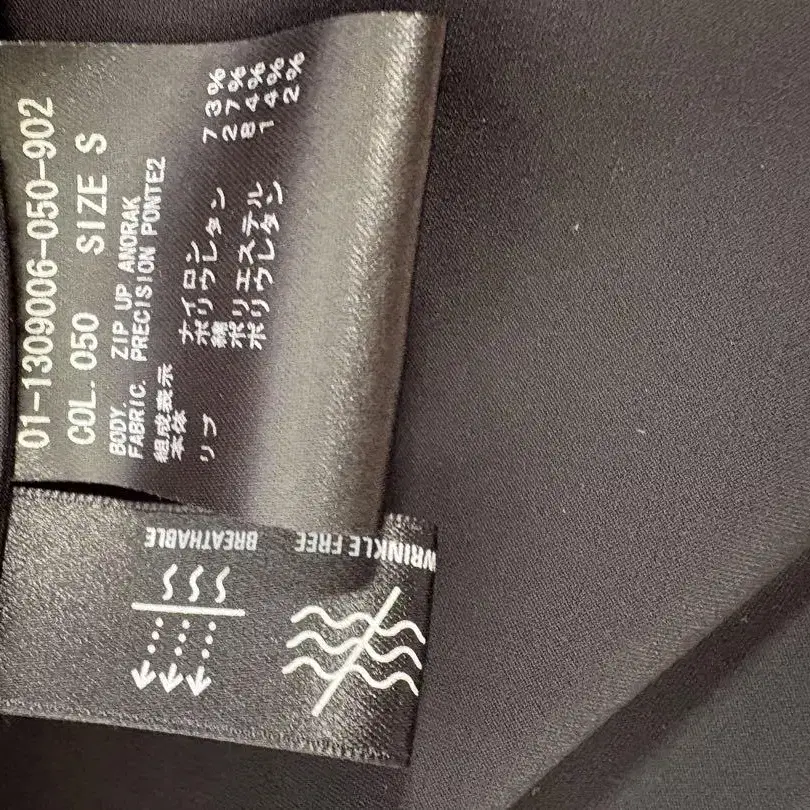 01-1309006-050-902
COL. 050 SIZE S
BODY. ZIP UP ANORAK
FABRIC. PRECISION PONTE2
組成表示
本体 ナイロン 73%
ポリウレタン 27%
リブ 綿 84%
ポリエステル 14%
ポリウレタン 2%
BREATHABLE
WRINKLE FREE